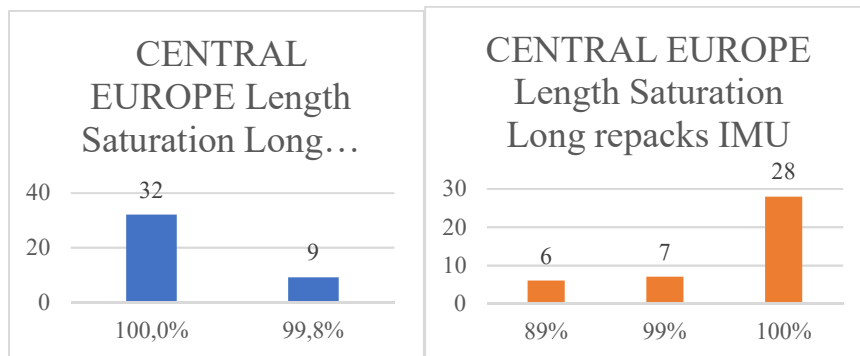 CENTRAL
EUROPE Length
Saturation Long…
32
40
20
9
0
100,0%
99,8%
CENTRAL EUROPE
Length Saturation
Long repacks IMU
28
30
20
6
7
10
0
89%
99%
100%